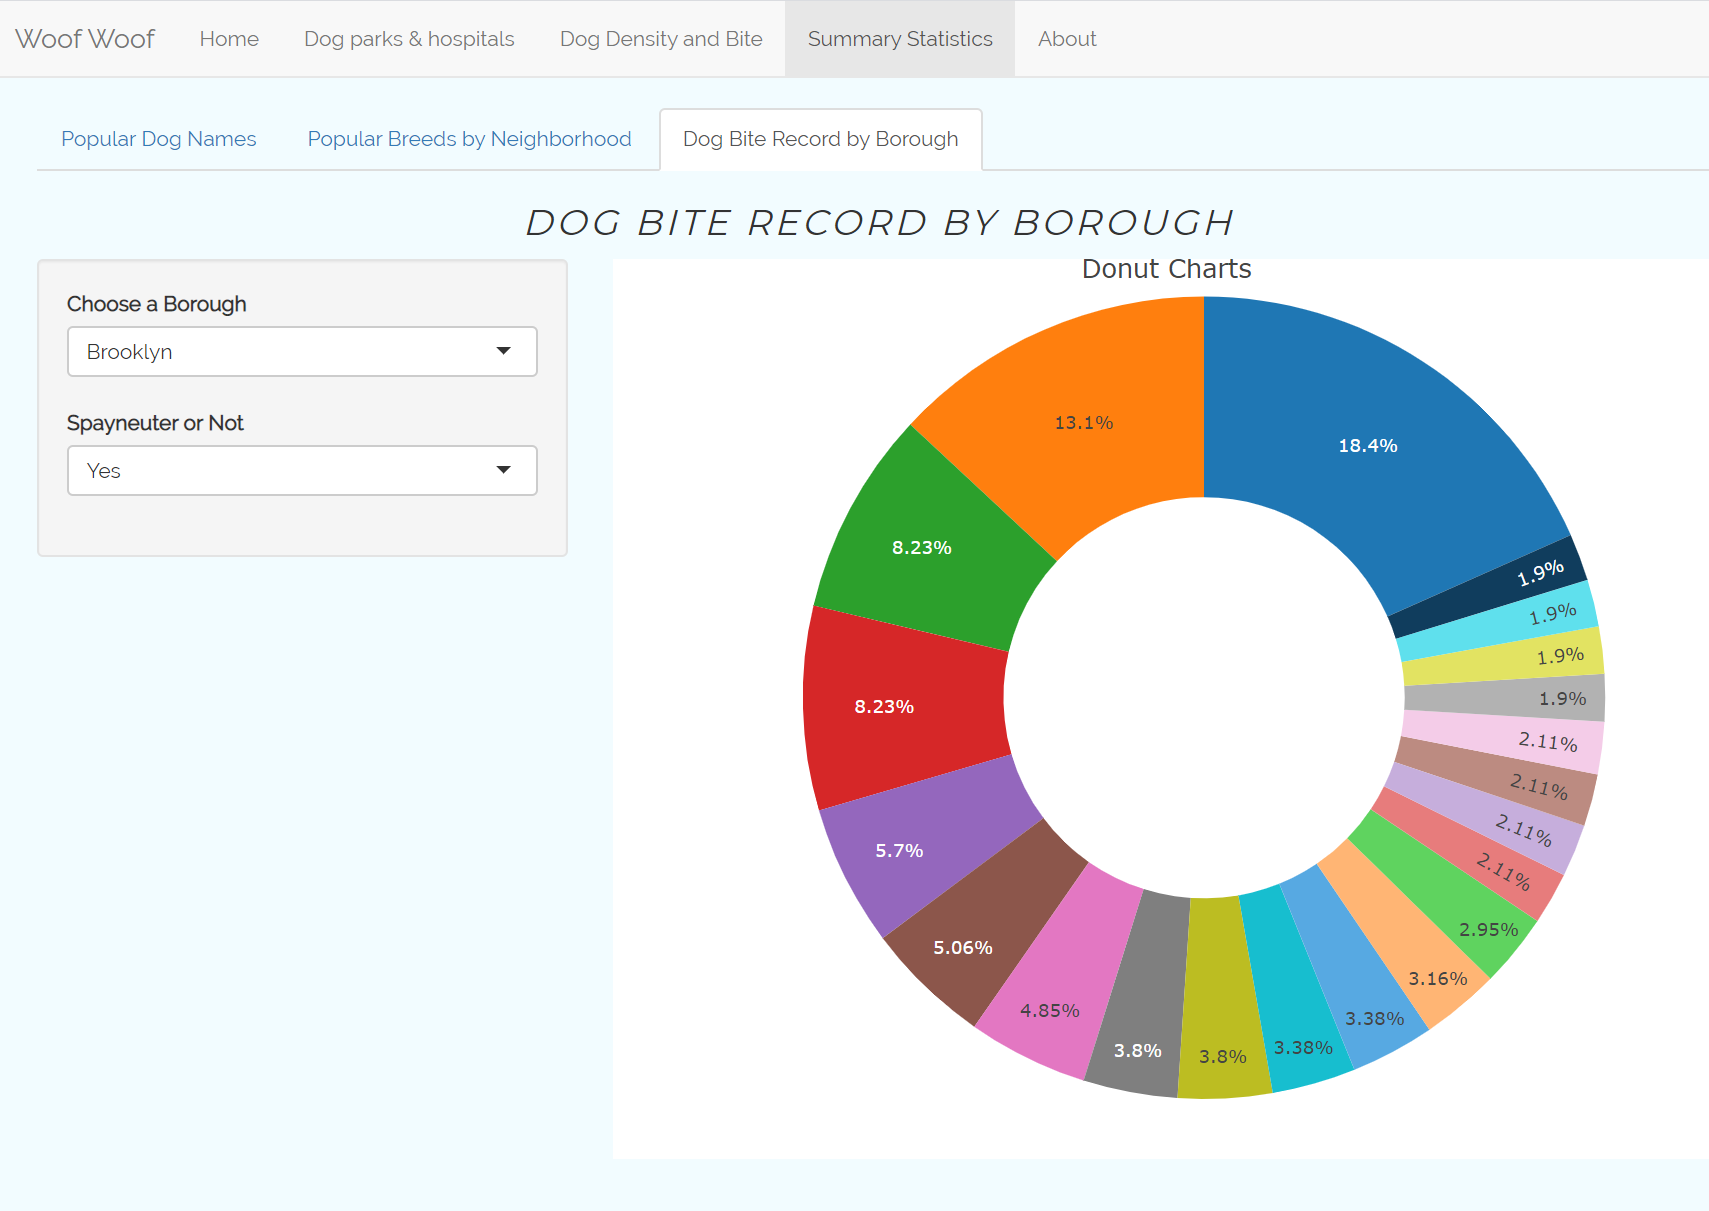 Woof Woof Home Dog parks & hospitals Dog Density and Bite Summary Statistics About
Popular Dog Names Popular Breeds by Neighborhood Dog Bite Record by Borough
DOG BITE RECORD BY BOROUGH
Choose a Borough
Brooklyn
Spayneuter or Not
Yes
Donut Charts
18.4%
1.9%
1.9%
1.9%
1.9%
2.11%
2.11%
2.11%
2.11%
2.95%
3.16%
3.38%
3.38%
3.8%
3.8%
4.85%
5.06%
5.7%
8.23%
8.23%
13.1%